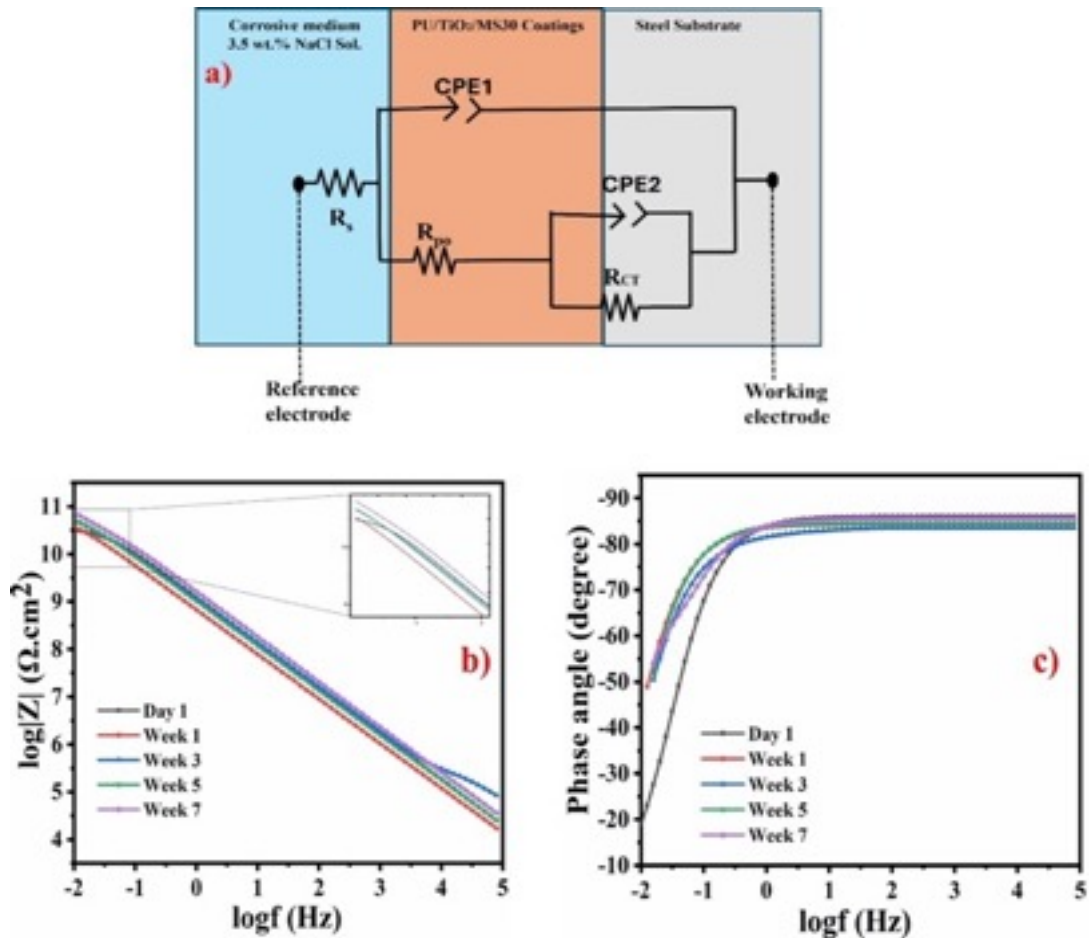 Corrosive medium
3.5 wt.% NaCl Sol.
PU/TiO₂/MS30 Coatings
Steel Substrate
a)
CPE1
CPE2
Rs
Rpo
RCT
Reference
electrode
Working
electrode
log|Z| (Ω.cm²)
11
10
9
8
7
6
5
4
b)
Day 1
Week 1
Week 3
Week 5
Week 7
-2 -1 0 1 2 3 4 5
logf (Hz)
Phase angle (degree)
-90
-80
-70
-60
-50
-40
-30
-20
-10
c)
Day 1
Week 1
Week 3
Week 5
Week 7
-2 -1 0 1 2 3 4 5
logf (Hz)